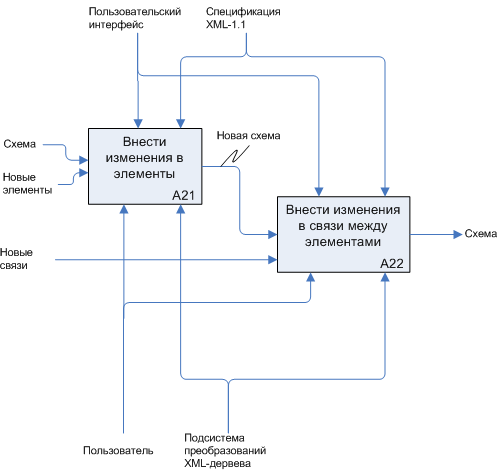 Пользовательский
интерфейс
Спецификация
XML-1.1
Схема
Новые
элементы
Внести
изменения в
элементы
A21
Новая схема
Внести изменения
в связи между
элементами
A22
Схема
Новые
связи
Пользователь
Подсистема
преобразований
XML-дервева